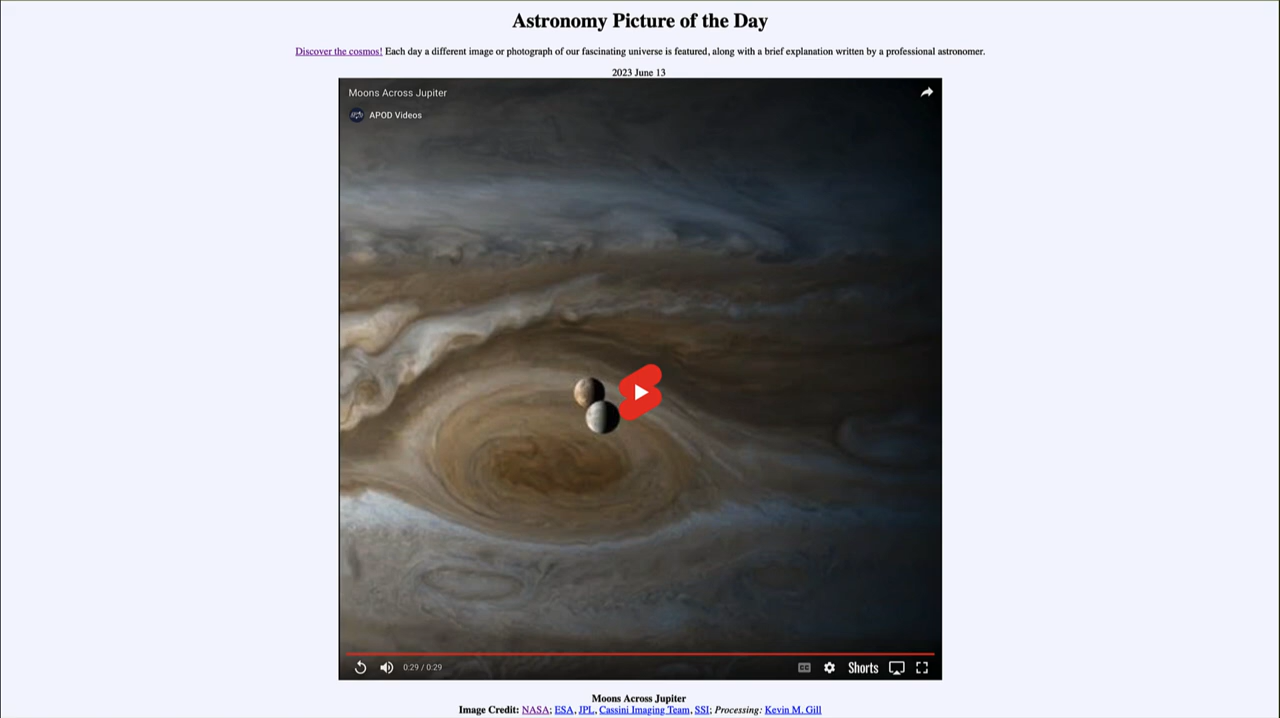 Astronomy Picture of the Day
Discover the cosmos! Each day a different image or photograph of our fascinating universe is featured, along with a brief explanation written by a professional astronomer.
2023 June 13
Moons Across Jupiter
APOD Videos
0:29 / 0:29
CC
Shorts
Moons Across Jupiter
Image Credit: NASA; ESA, JPL, Cassini Imaging Team, SSI; Processing: Kevin M. Gill